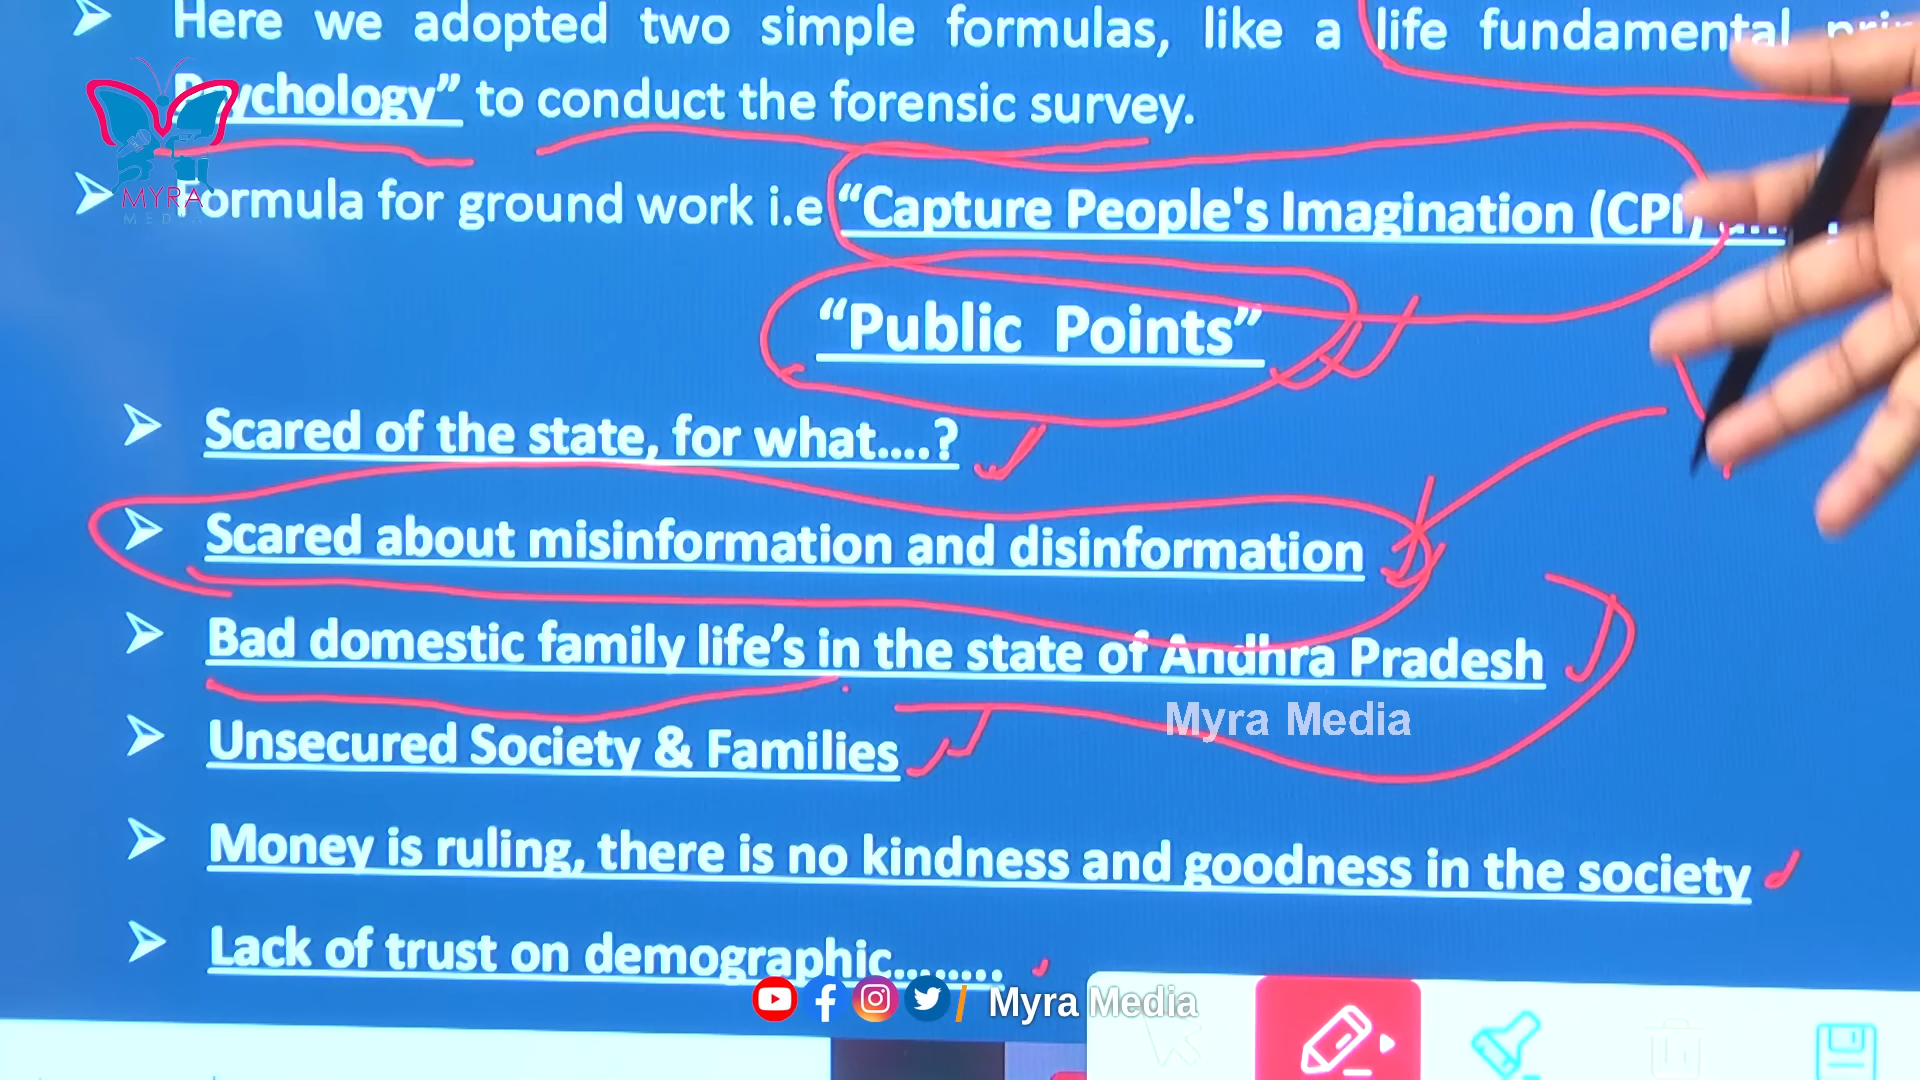 Here we adopted two simple formulas, like a life fundamental
Psychology” to conduct the forensic survey.
Formula for ground work i.e “Capture People's Imagination (CPI)
“Public Points”
Scared of the state, for what....?
Scared about misinformation and disinformation
Bad domestic family life’s in the state of Andhra Pradesh
Unsecured Society & Families
Money is ruling, there is no kindness and goodness in the society
Lack of trust on demographic........
MYRA
MEDIA
Myra Media
/ Myra Media